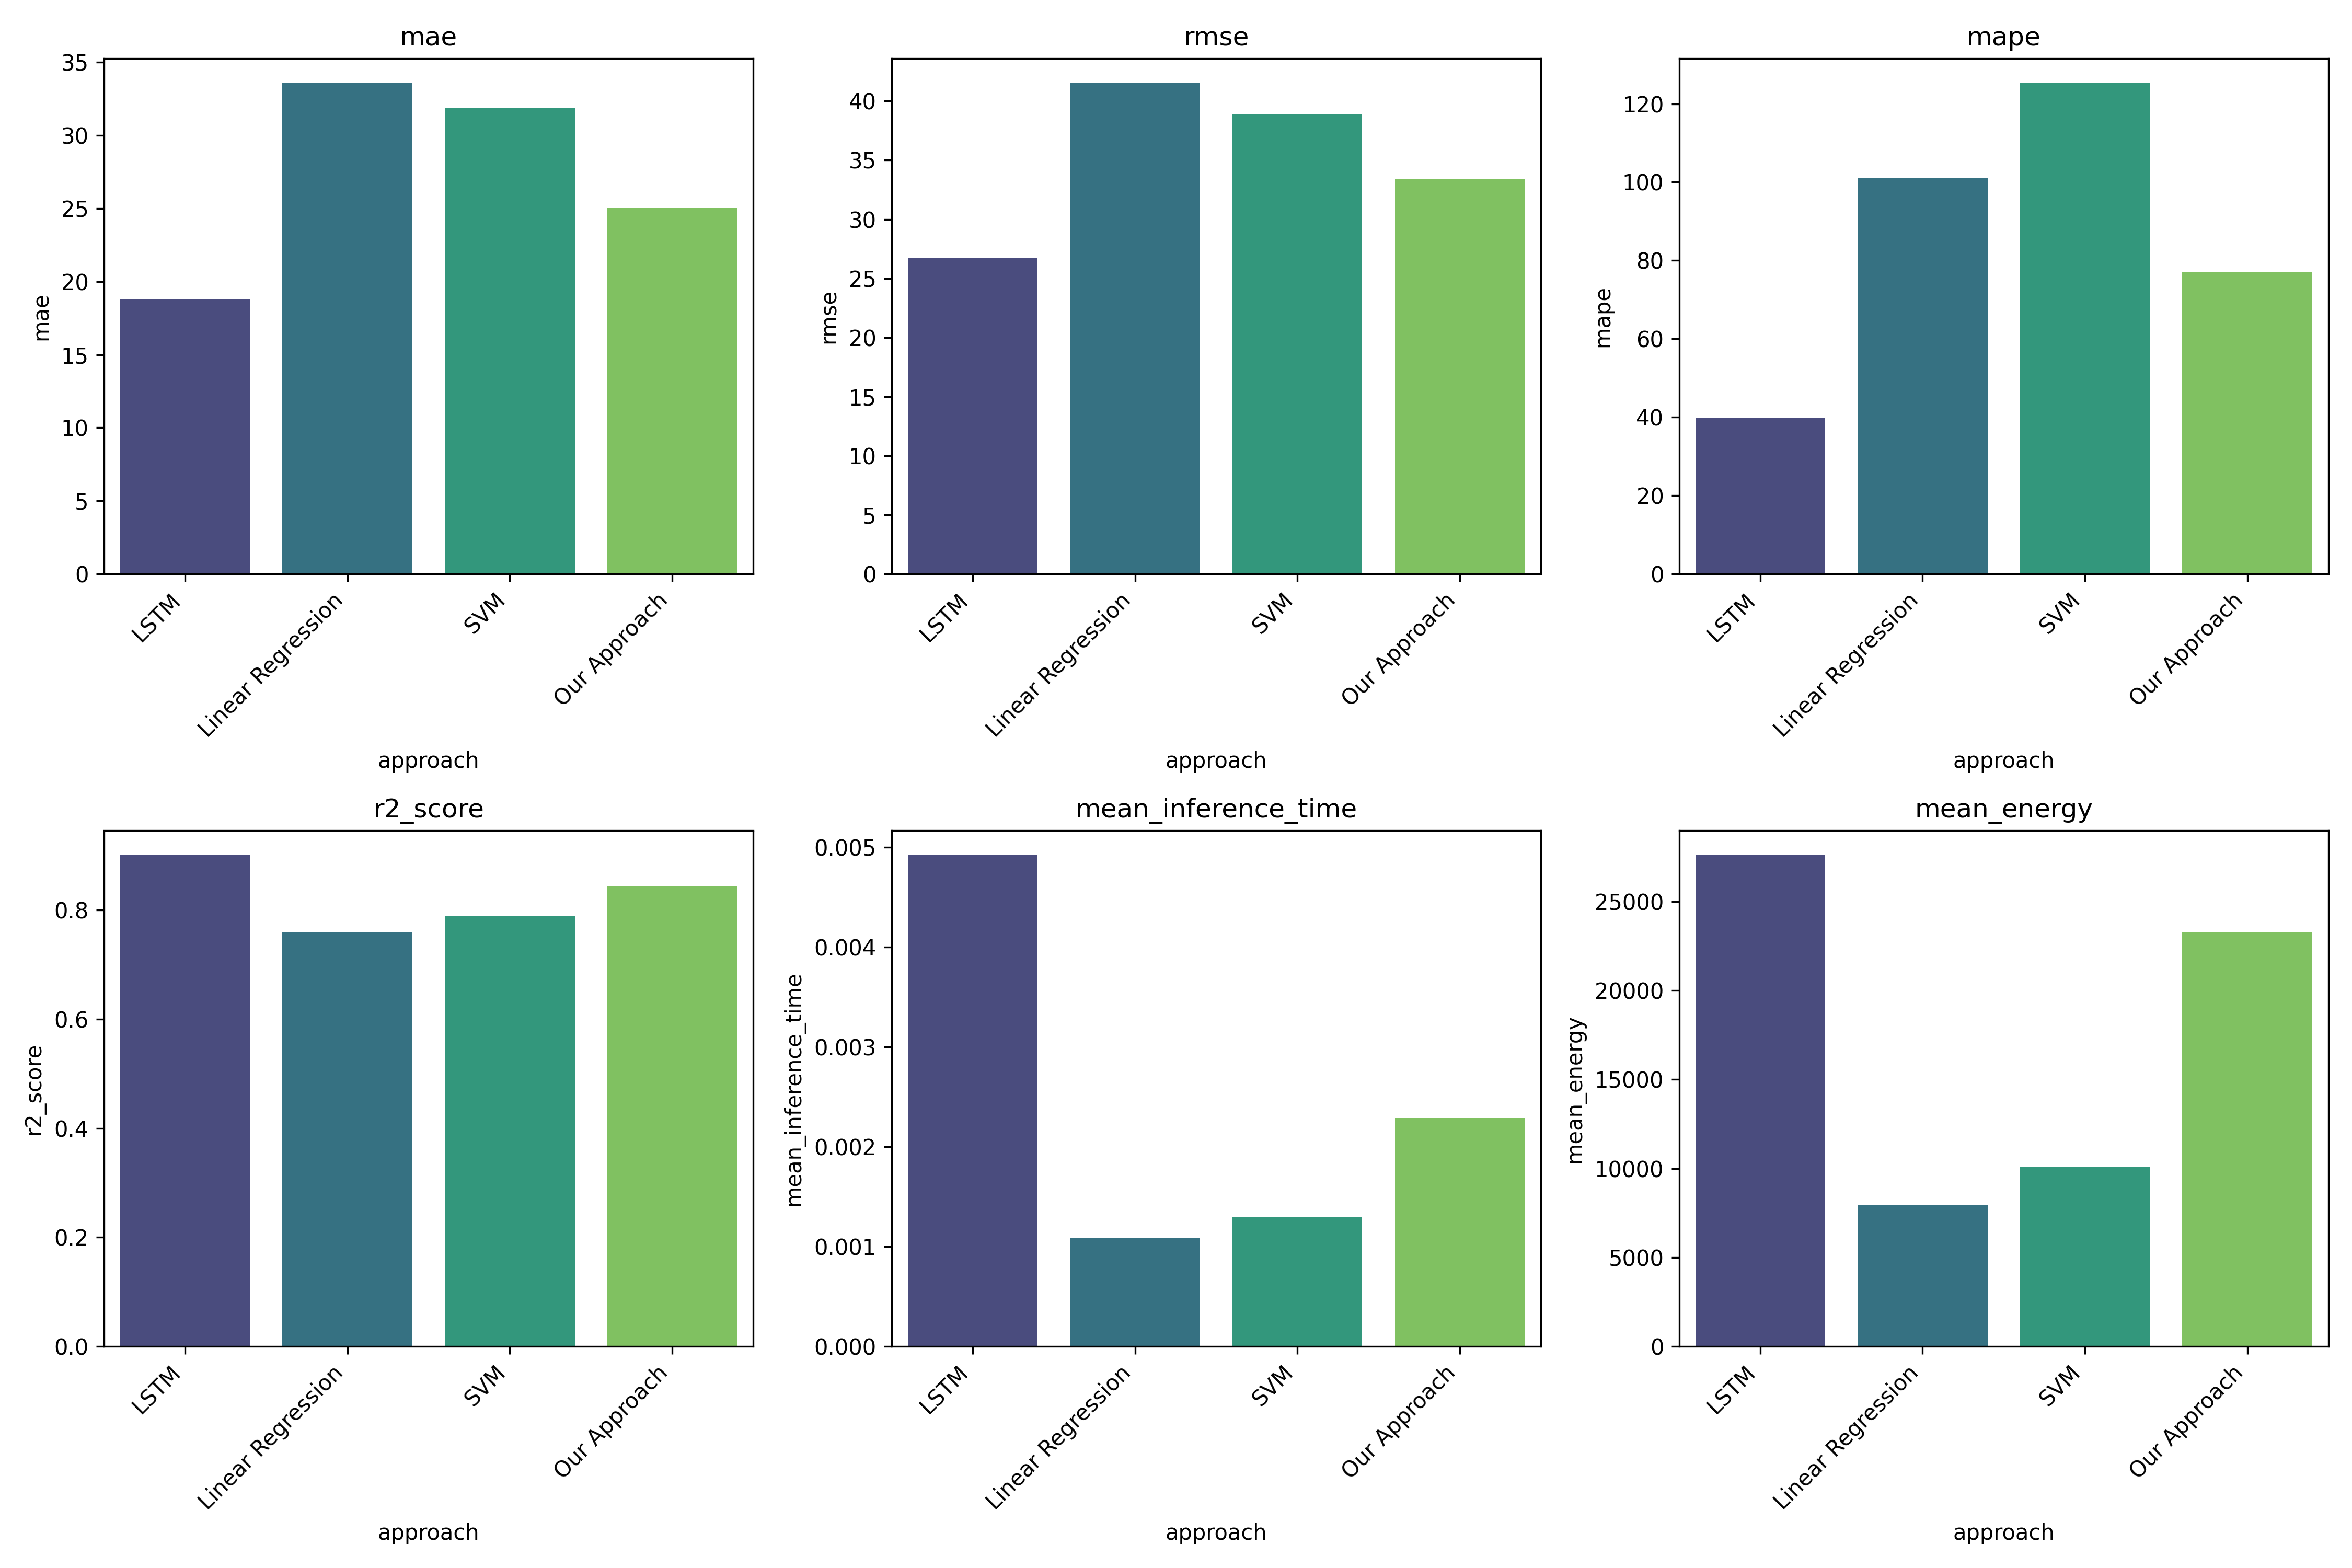 mae
35
30
25
20
15
10
5
0
mae
LSTM
Linear Regression
SVM
Our Approach
approach
rmse
40
35
30
25
20
15
10
5
0
rmse
LSTM
Linear Regression
SVM
Our Approach
approach
mape
120
100
80
60
40
20
0
mape
LSTM
Linear Regression
SVM
Our Approach
approach
r2_score
0.8
0.6
0.4
0.2
0.0
r2_score
LSTM
Linear Regression
SVM
Our Approach
approach
mean_inference_time
0.005
0.004
0.003
0.002
0.001
0.000
mean_inference_time
LSTM
Linear Regression
SVM
Our Approach
approach
mean_energy
25000
20000
15000
10000
5000
0
mean_energy
LSTM
Linear Regression
SVM
Our Approach
approach